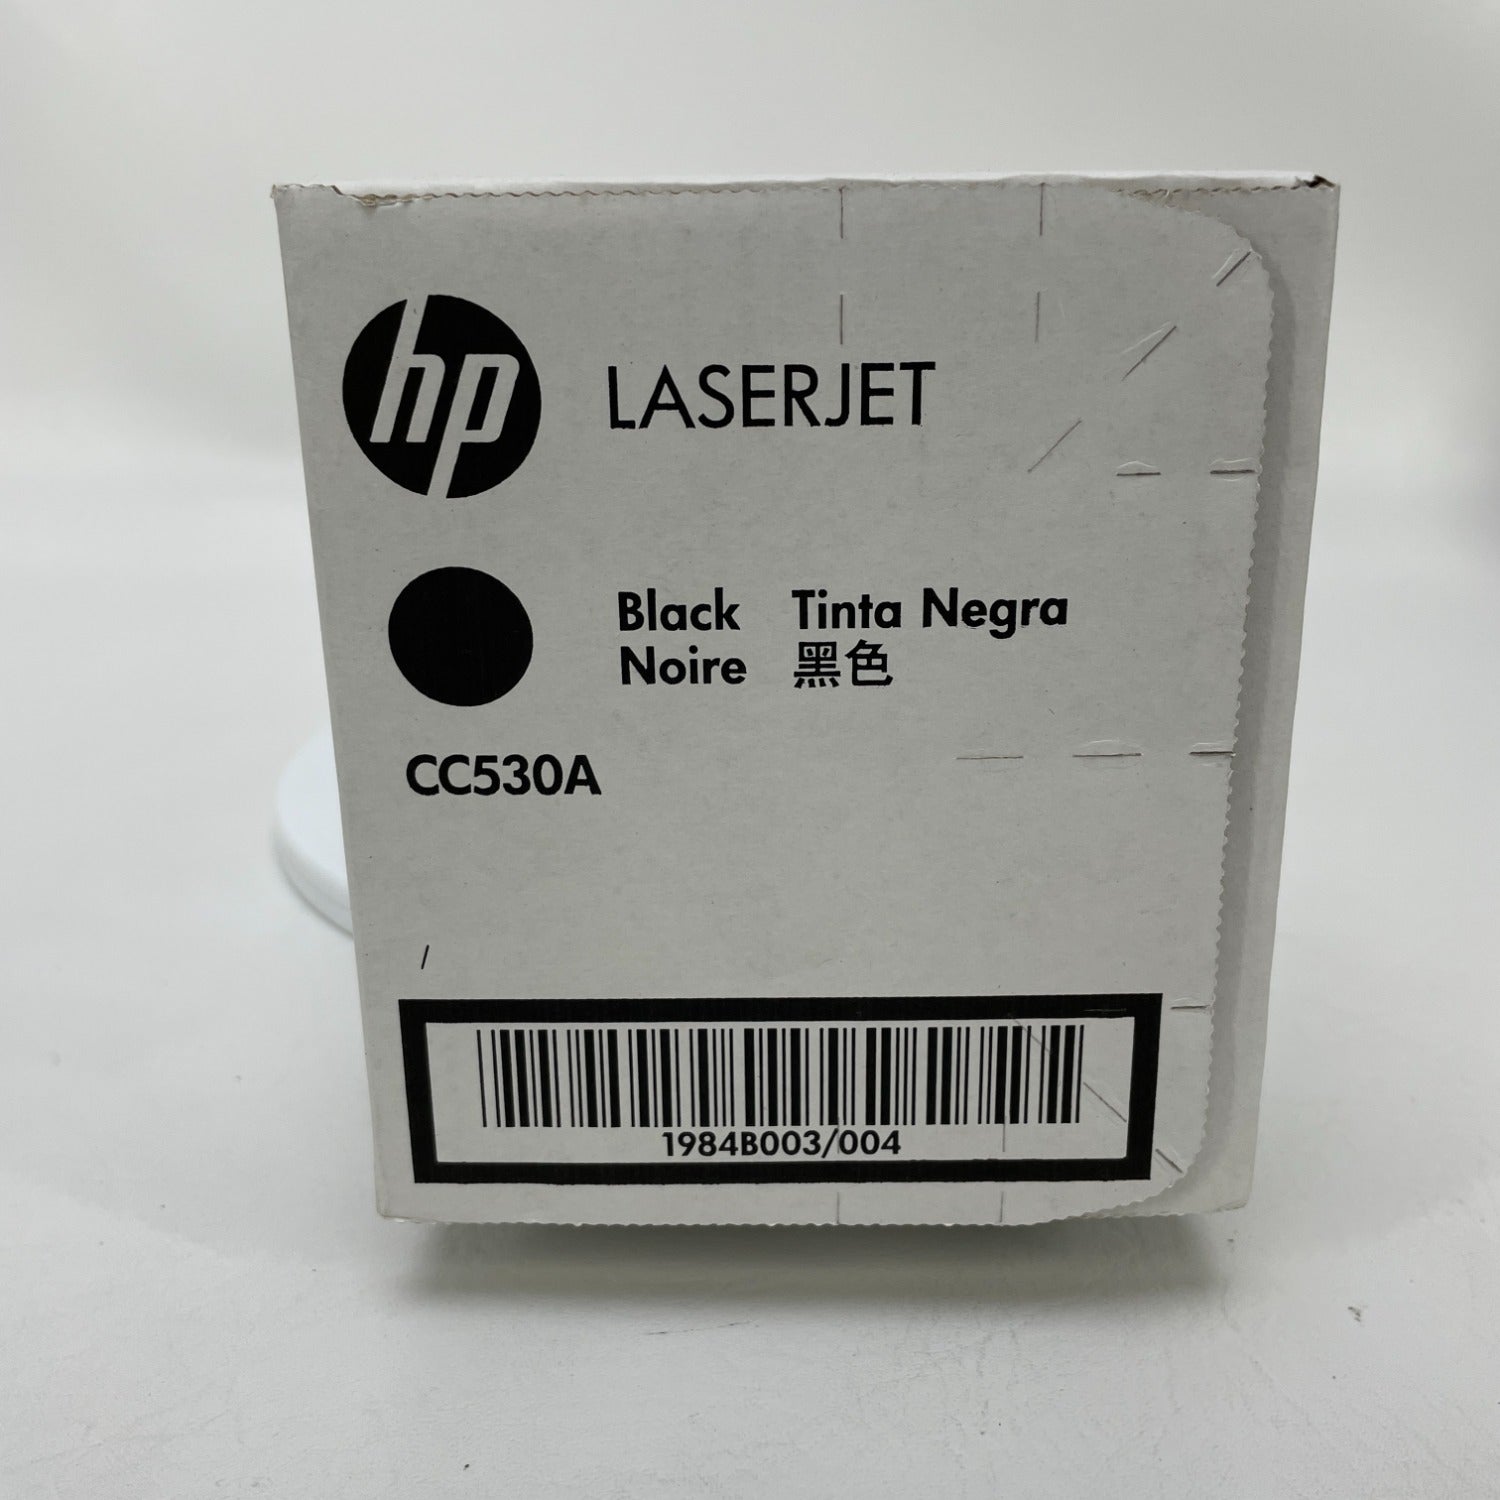 hp LASERJET
Black Tinta Negra
Noire 黑色
CC530A
1984B003/004